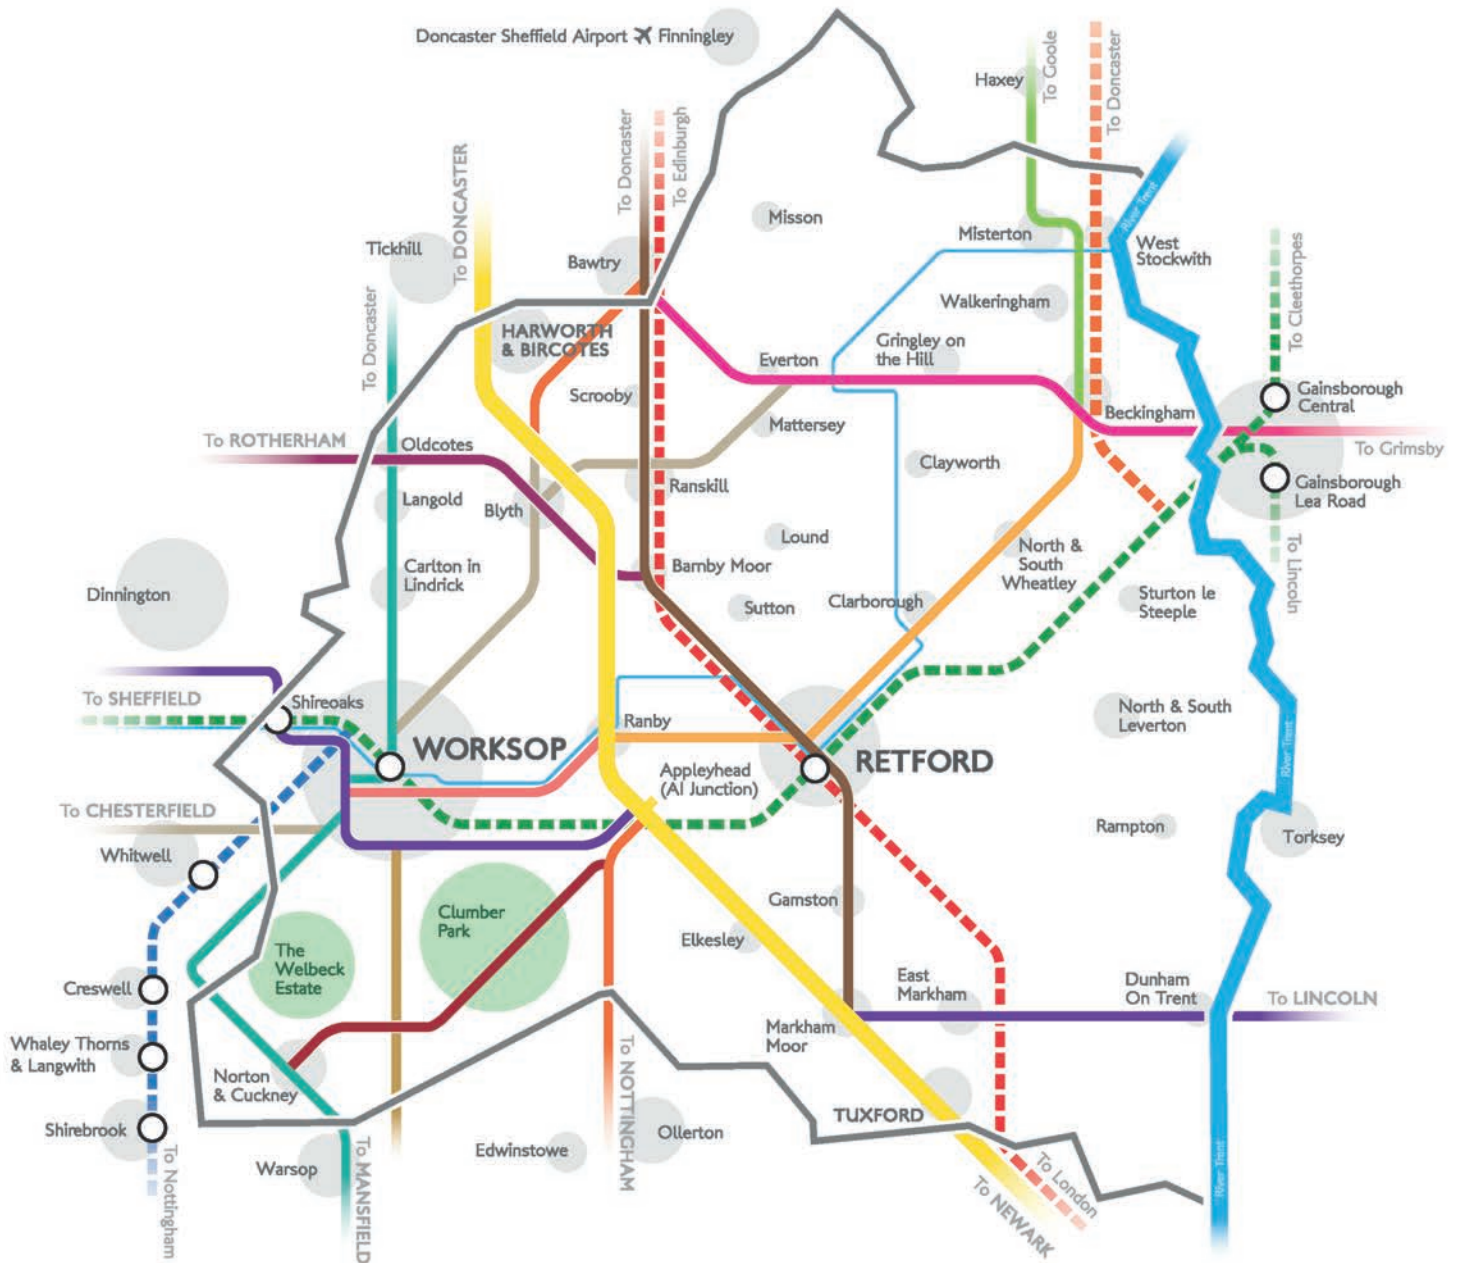 Doncaster Sheffield Airport Finningley
Haxey
To Goole
To Doncaster
To Doncaster
To Edinburgh
To DONCASTER
River Trent
Misson
Tickhill
Bawtry
Misterton
West
Stockwith
To Cleethorpes
To Doncaster
Walkeringham
HARWORTH
& BIRCOTES
Everton
Gringley on
the Hill
Scrooby
Gainsborough
Central
Beckingham
Mattersey
To ROTHERHAM
Oldcotes
To Grimsby
Clayworth
Langold
Blyth
Ranskill
Gainsborough
Lea Road
Lound
North &
South
Wheatley
To Lincoln
Carlton in
Lindrick
Barnby Moor
Dinnington
Sutton
Clarborough
Sturton le
Steeple
To SHEFFIELD
Shireoaks
Ranby
North & South
Leverton
River Trent
WORKSOP
RETFORD
Appleyhead
(A1 Junction)
To CHESTERFIELD
Whitwell
Rampton
Torksey
Clumber
Park
Gamston
Elkesley
The
Welbeck
Estate
Creswell
East
Markham
Dunham
On Trent
To LINCOLN
Markham
Moor
Whaley Thorns
& Langwith
Norton
& Cuckney
To NOTTINGHAM
TUXFORD
Shirebrook
Ollerton
Edwinstowe
Warsop
To Nottingham
To MANSFIELD
To London
To NEWARK
River Trent